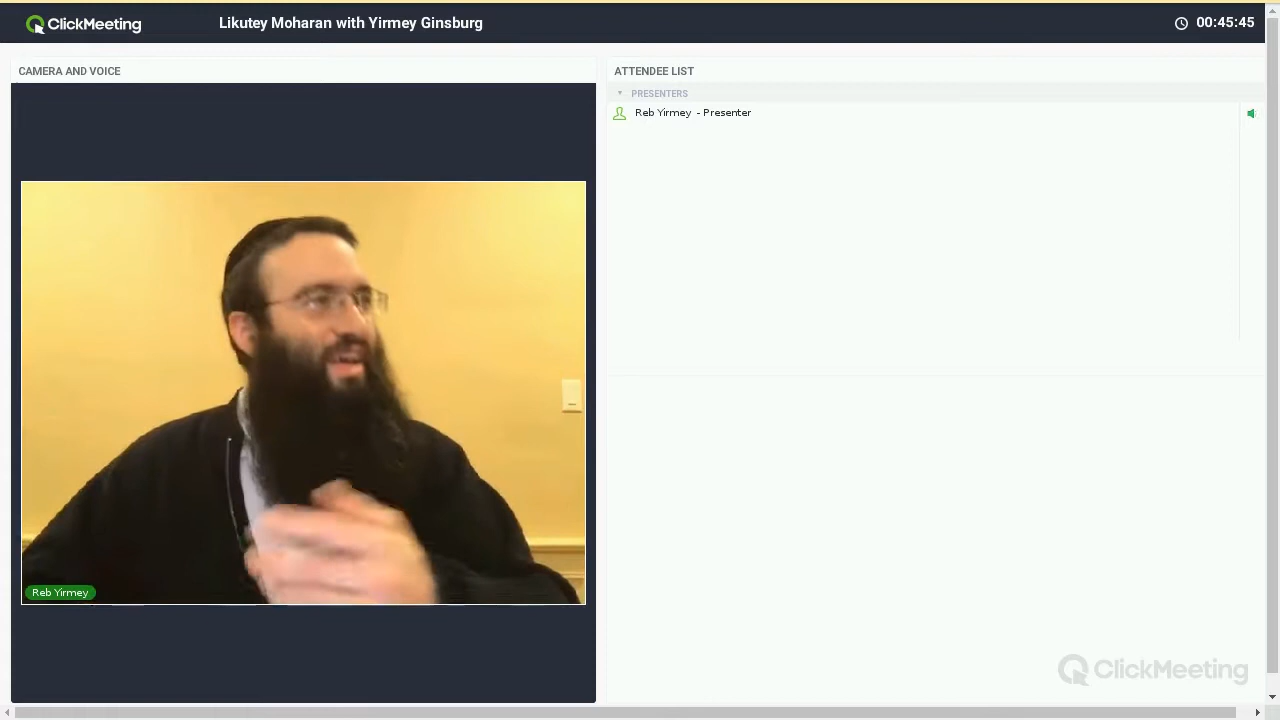 ClickMeeting
Likutey Moharan with Yirmey Ginsburg
00:45:45
CAMERA AND VOICE
ATTENDEE LIST
PRESENTERS
Reb Yirmey - Presenter
Reb Yirmey
ClickMeeting